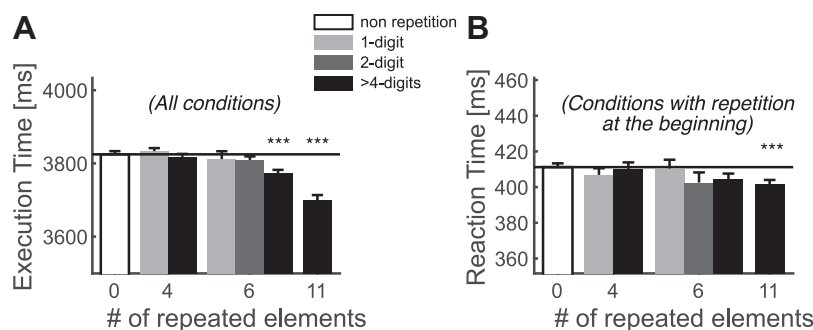 A
non repetition
1-digit
2-digit
>4-digits
B
Execution Time [ms]
4000
3800
3600
(All conditions)
*** ***
0 4 6 11
# of repeated elements
Reaction Time [ms]
460
440
420
400
380
360
(Conditions with repetition
at the beginning)
***
0 4 6 11
# of repeated elements